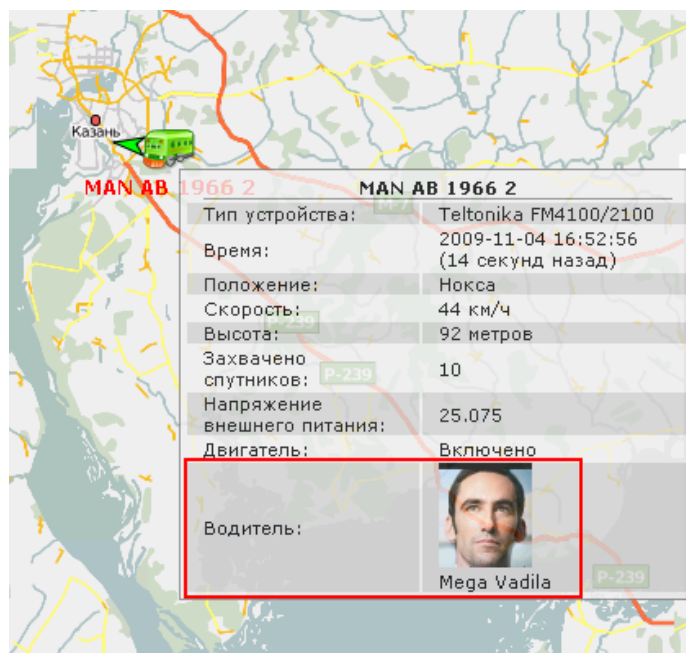 Казань
MAN AB 1966 2
MAN AB 1966 2
Тип устройства: Teltonika FM4100/2100
Время: 2009-11-04 16:52:56
(14 секунд назад)
Положение: Нокса
Скорость: 44 км/ч
Высота: 92 метров
Захвачено
спутников: 10
Напряжение
внешнего питания: 25.075
Двигатель: Включено
Водитель:
Mega Vadila
M-7
P-239
P-239
P-239